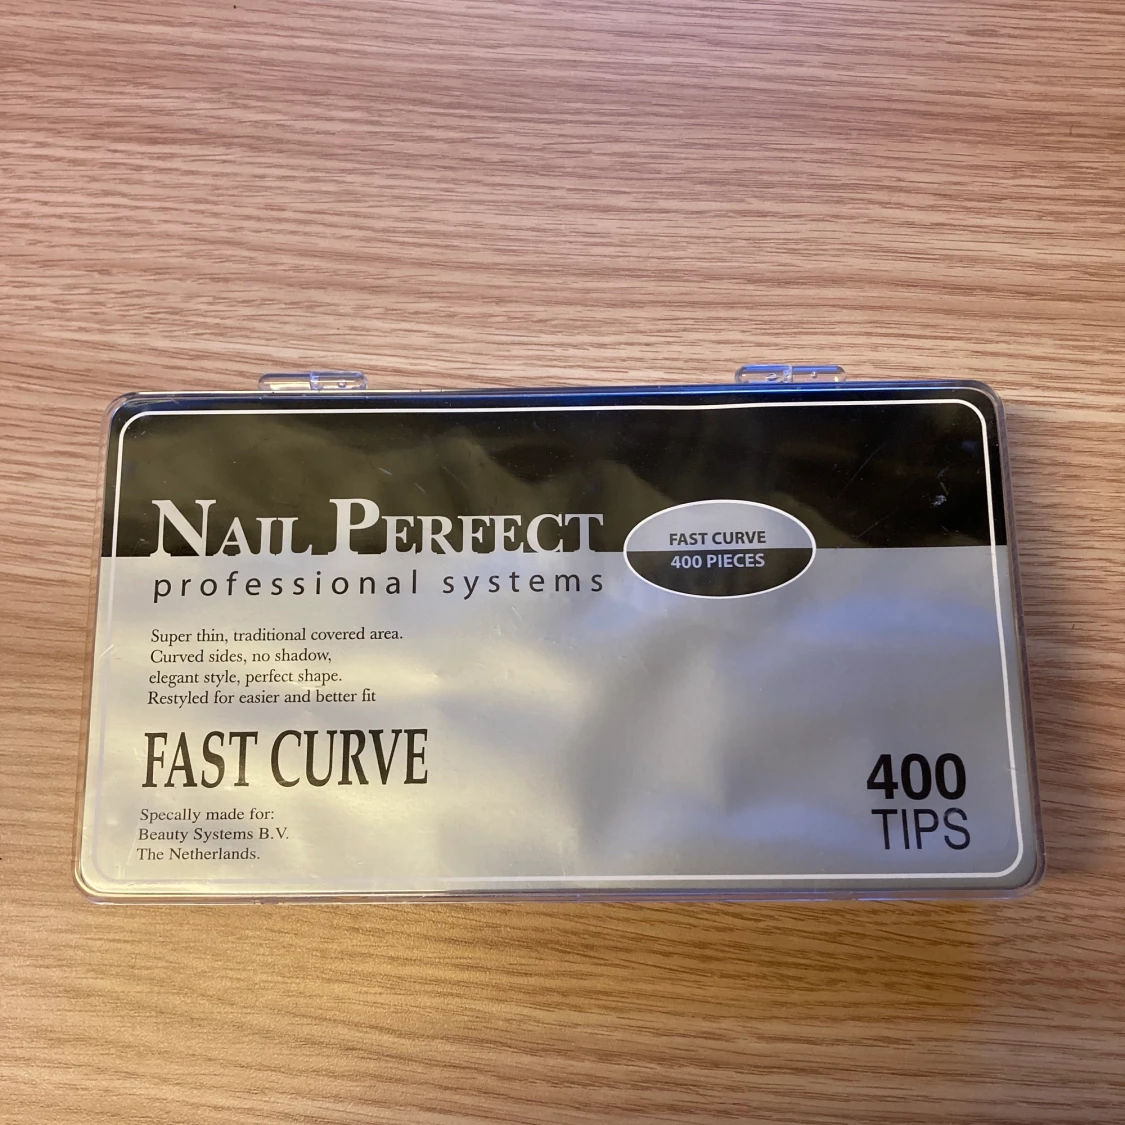 NAIL PERFECT
professional systems
FAST CURVE
400 PIECES
Super thin, traditional covered area.
Curved sides, no shadow,
elegant style, perfect shape.
Restyled for easier and better fit
FAST CURVE
Specally made for:
Beauty Systems B.V.
The Netherlands.
400
TIPS